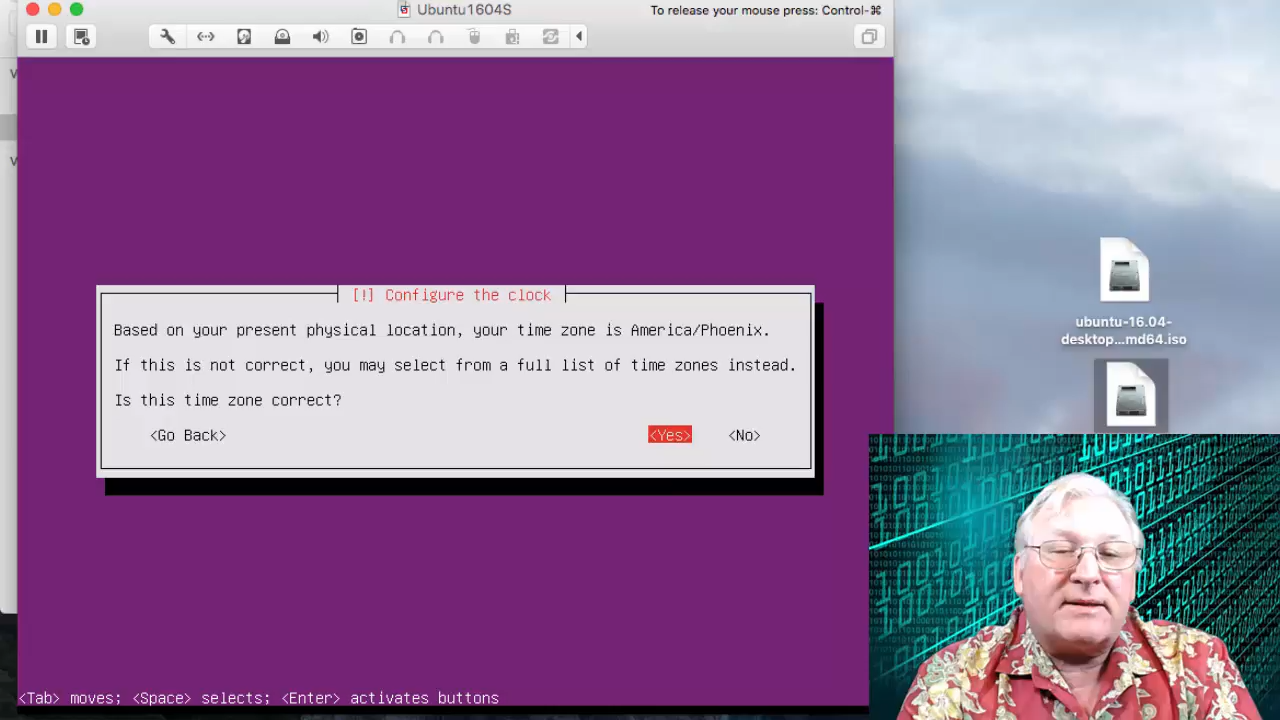 Ubuntu1604S
To release your mouse press: Control-⌘
[!] Configure the clock
Based on your present physical location, your time zone is America/Phoenix.
If this is not correct, you may select from a full list of time zones instead.
Is this time zone correct?
<Go Back> <Yes> <No>
<Tab> moves; <Space> selects; <Enter> activates buttons
ubuntu-16.04-
desktop...md64.iso